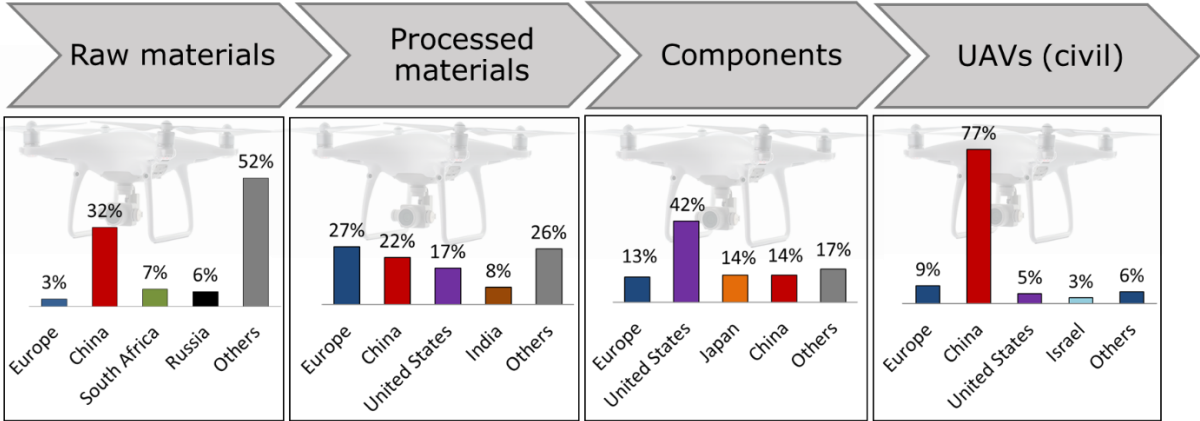 Raw materials
Processed
materials
Components
UAVs (civil)
3%
32%
7%
6%
52%
Europe
China
South Africa
Russia
Others
27%
22%
17%
8%
26%
Europe
China
United States
India
Others
13%
42%
14%
14%
17%
Europe
United States
Japan
China
Others
9%
77%
5%
3%
6%
Europe
China
United States
Israel
Others